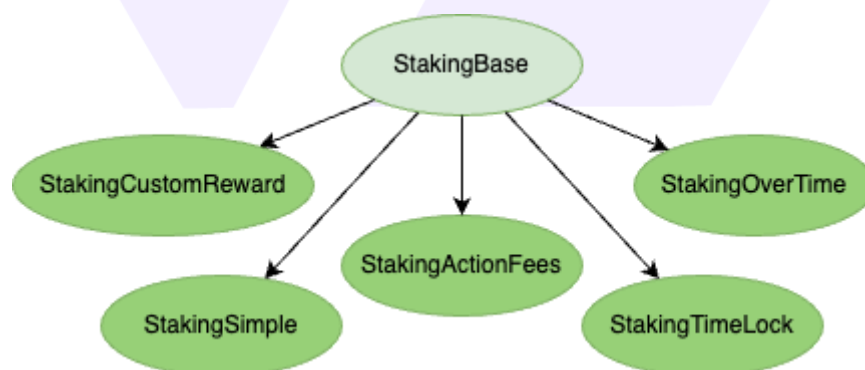 StakingBase
StakingCustomReward
StakingOverTime
StakingActionFees
StakingSimple
StakingTimeLock